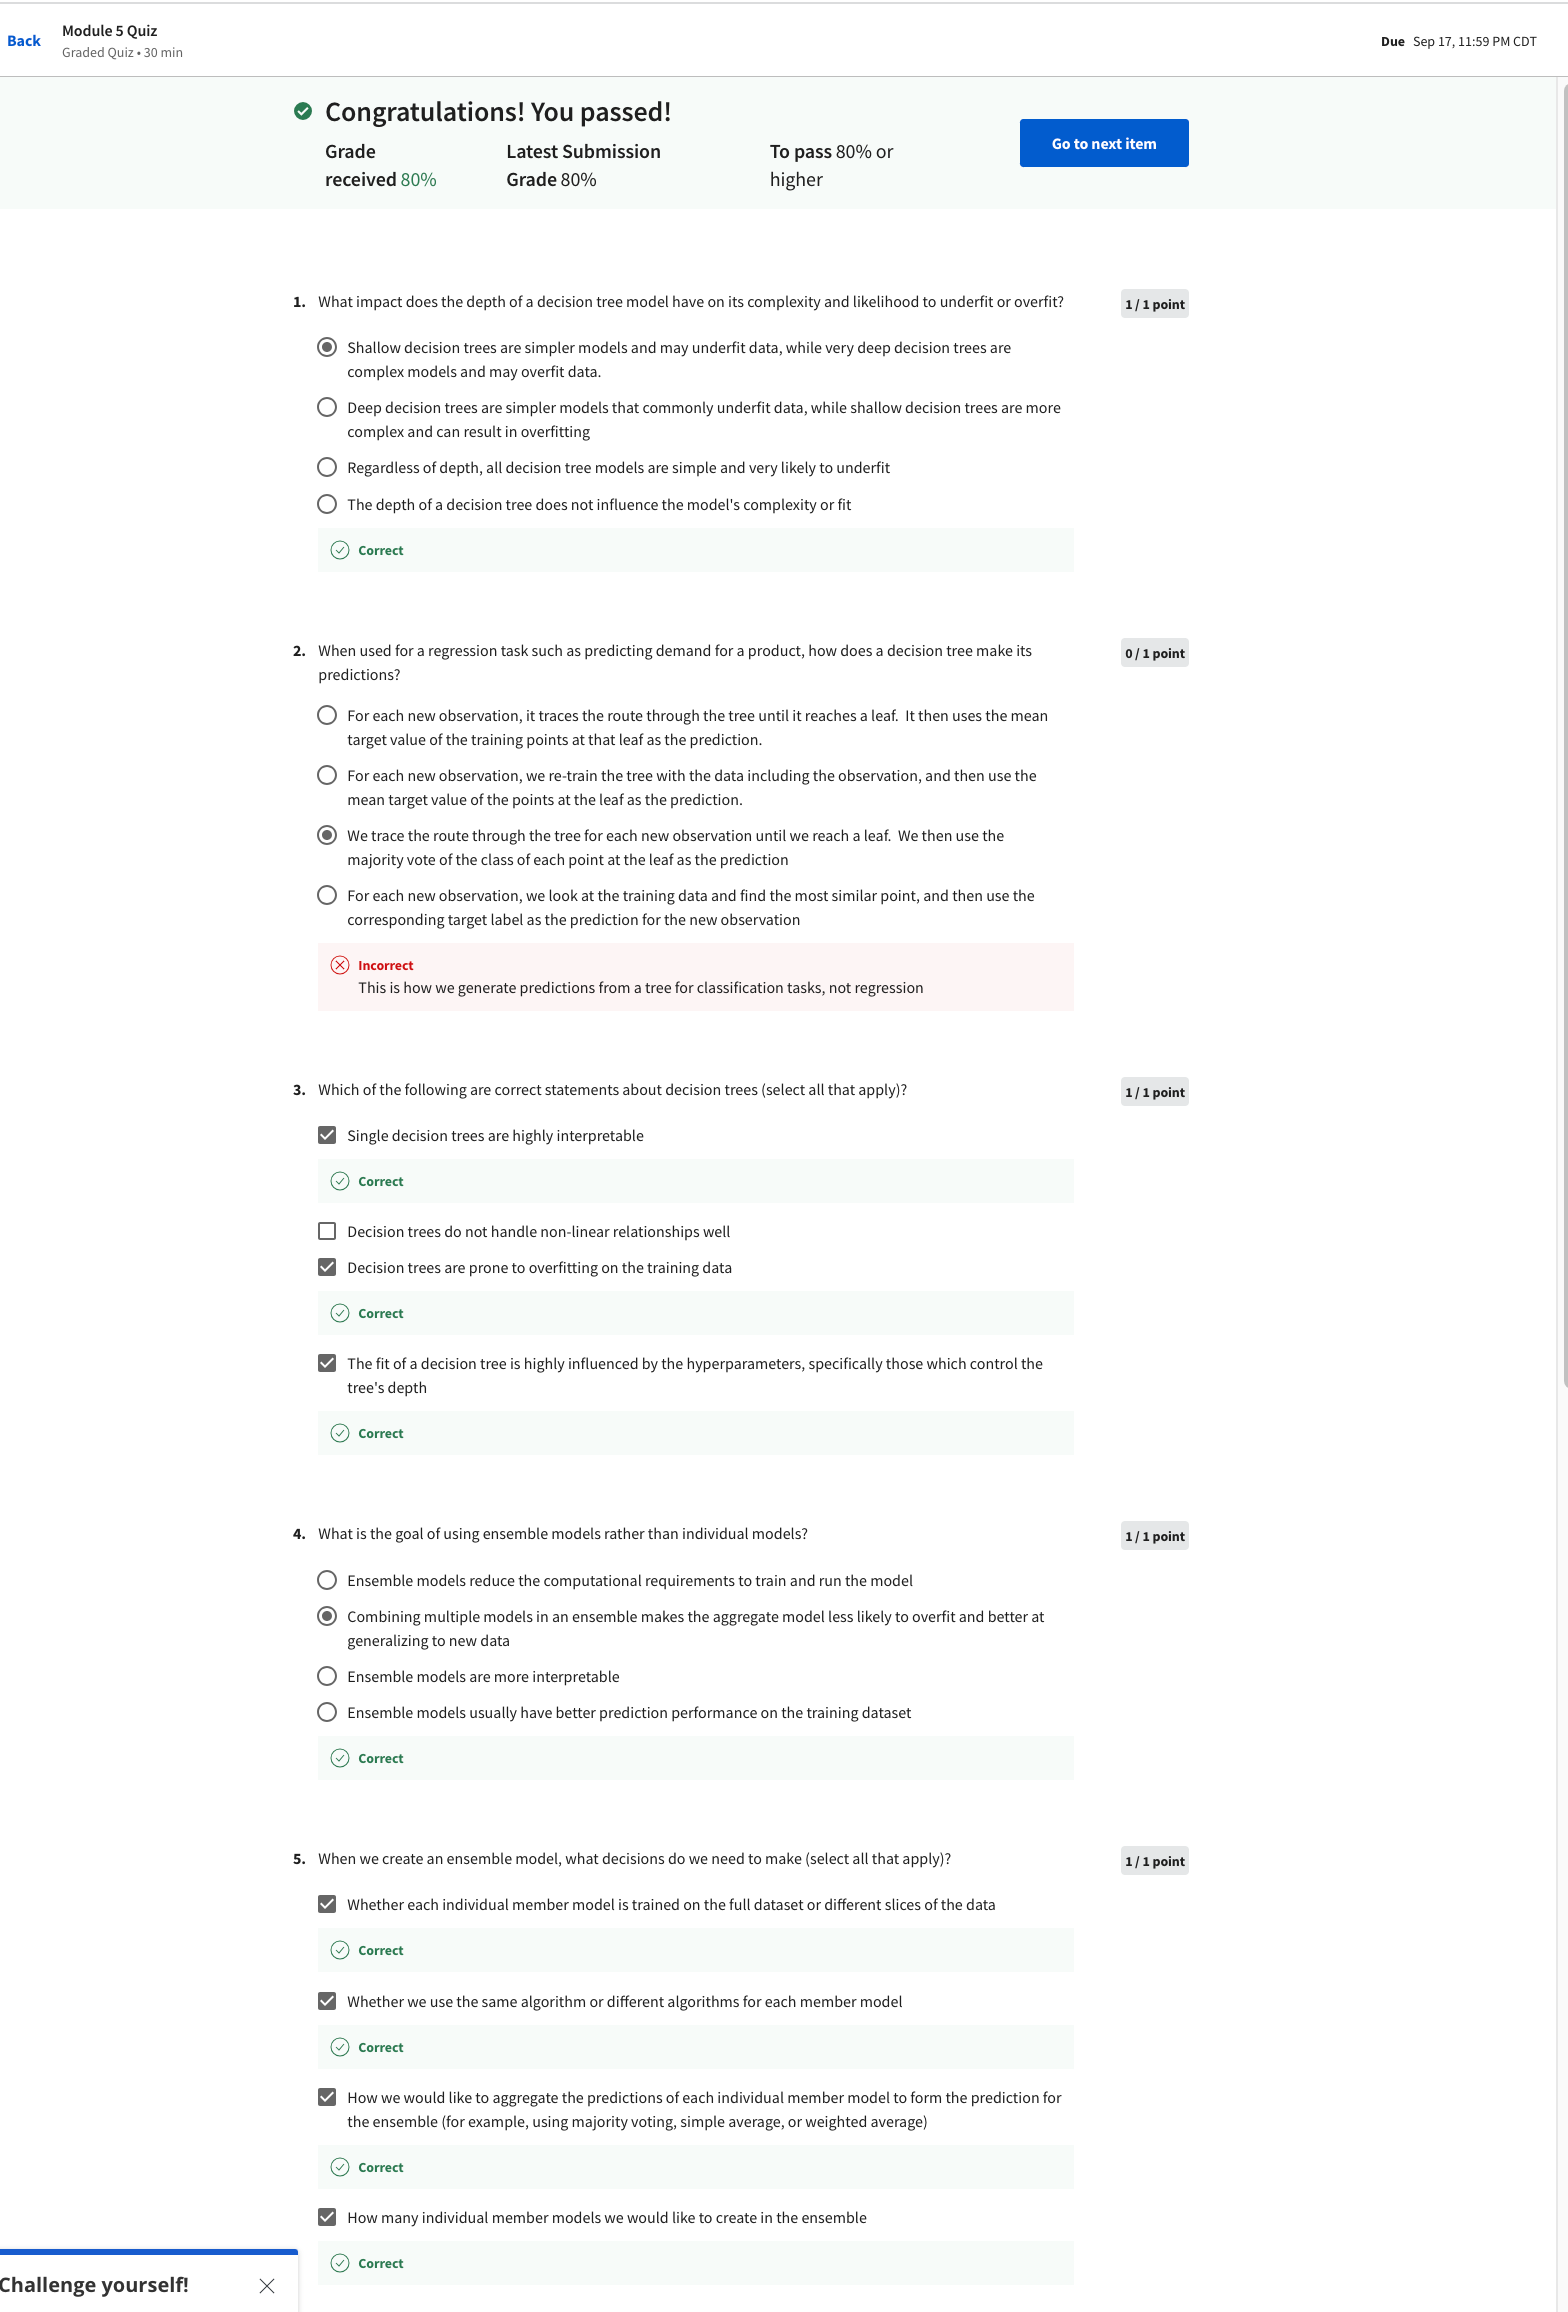 Back
Module 5 Quiz
Graded Quiz • 30 min
Due Sep 17, 11:59 PM CDT
Congratulations! You passed!
Grade
received 80%
Latest Submission
Grade 80%
To pass 80% or
higher
Go to next item
1. What impact does the depth of a decision tree model have on its complexity and likelihood to underfit or overfit?
1 / 1 point
Shallow decision trees are simpler models and may underfit data, while very deep decision trees are
complex models and may overfit data.
Deep decision trees are simpler models that commonly underfit data, while shallow decision trees are more
complex and can result in overfitting
Regardless of depth, all decision tree models are simple and very likely to underfit
The depth of a decision tree does not influence the model's complexity or fit
Correct
2. When used for a regression task such as predicting demand for a product, how does a decision tree make its
predictions?
0 / 1 point
For each new observation, it traces the route through the tree until it reaches a leaf.  It then uses the mean
target value of the training points at that leaf as the prediction.
For each new observation, we re-train the tree with the data including the observation, and then use the
mean target value of the points at the leaf as the prediction.
We trace the route through the tree for each new observation until we reach a leaf.  We then use the
majority vote of the class of each point at the leaf as the prediction
For each new observation, we look at the training data and find the most similar point, and then use the
corresponding target label as the prediction for the new observation
Incorrect
This is how we generate predictions from a tree for classification tasks, not regression
3. Which of the following are correct statements about decision trees (select all that apply)?
1 / 1 point
Single decision trees are highly interpretable
Correct
Decision trees do not handle non-linear relationships well
Decision trees are prone to overfitting on the training data
Correct
The fit of a decision tree is highly influenced by the hyperparameters, specifically those which control the
tree's depth
Correct
4. What is the goal of using ensemble models rather than individual models?
1 / 1 point
Ensemble models reduce the computational requirements to train and run the model
Combining multiple models in an ensemble makes the aggregate model less likely to overfit and better at
generalizing to new data
Ensemble models are more interpretable
Ensemble models usually have better prediction performance on the training dataset
Correct
5. When we create an ensemble model, what decisions do we need to make (select all that apply)?
1 / 1 point
Whether each individual member model is trained on the full dataset or different slices of the data
Correct
Whether we use the same algorithm or different algorithms for each member model
Correct
How we would like to aggregate the predictions of each individual member model to form the prediction for
the ensemble (for example, using majority voting, simple average, or weighted average)
Correct
How many individual member models we would like to create in the ensemble
Correct
Challenge yourself!